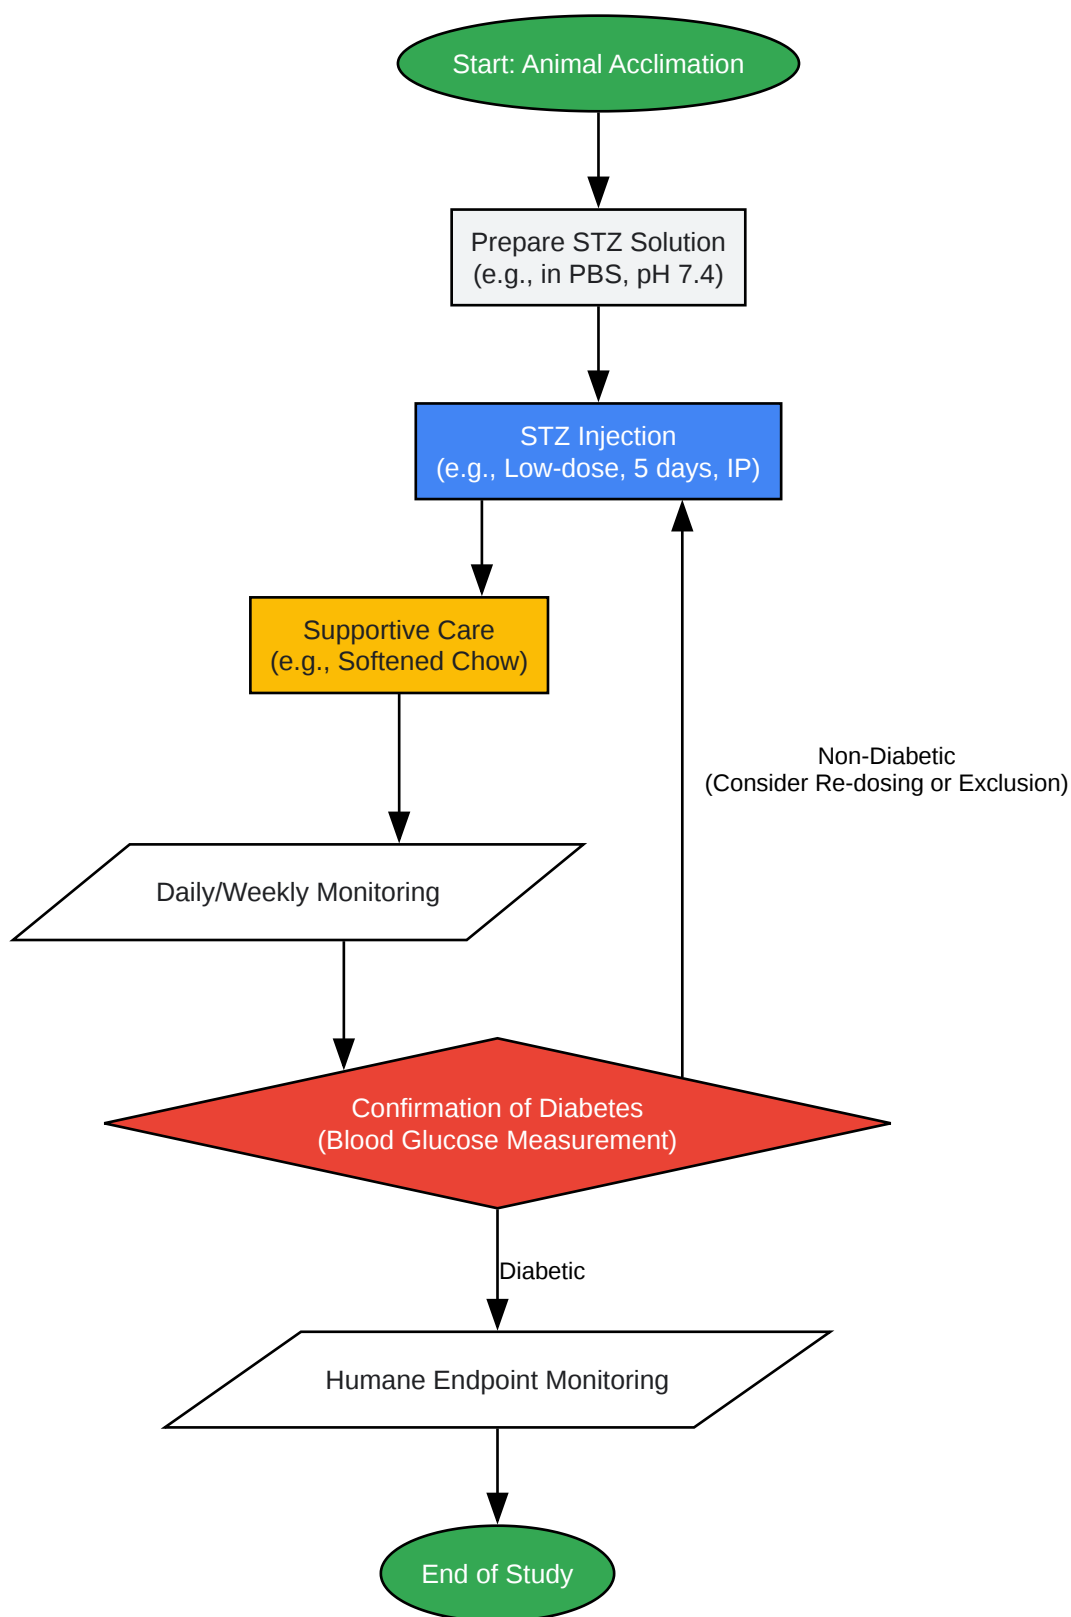 Start: Animal Acclimation
Prepare STZ Solution
(e.g., in PBS, pH 7.4)
STZ Injection
(e.g., Low-dose, 5 days, IP)
Supportive Care
(e.g., Softened Chow)
Non-Diabetic
(Consider Re-dosing or Exclusion)
Daily/Weekly Monitoring
Confirmation of Diabetes
(Blood Glucose Measurement)
Diabetic
Humane Endpoint Monitoring
End of Study